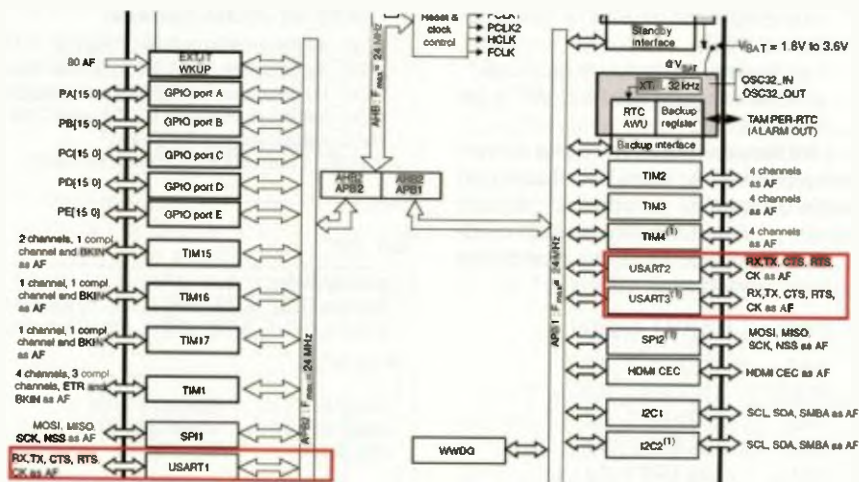 Reset &
clock
control
PCLK1
PCLK2
HCLK
FCLK
AHB : Fmax = 24 MHz
80 AF
EXT.IT
WKUP
PA[15 0]
GPIO port A
PB[15 0]
GPIO port B
PC[15 0]
GPIO port C
PD[15 0]
GPIO port D
PE[15 0]
GPIO port E
2 channels, 1 compl
channel and BKIN
as AF
TIM15
1 channel, 1 compl
channel and BKIN
as AF
TIM16
1 channel, 1 compl
channel and BKIN
as AF
TIM17
4 channels, 3 compl
channels, ETR and
BKIN as AF
TIM1
MOSI, MISO,
SCK, NSS as AF
SPI1
RX,TX, CTS, RTS,
CK as AF
USART1
APB2 : Fmax = 24 MHz
AHB2
APB2
AHB2
APB1
WWDG
APB1 : Fmax = 24 MHz
Standby
interface
@VBAT
VBAT = 1.8V to 3.6V
XTAL 32 kHz
OSC32_IN
OSC32_OUT
RTC
AWU
Backup
register
TAMPER-RTC
(ALARM OUT)
Backup interface
TIM2
4 channels
as AF
TIM3
4 channels
as AF
TIM4(1)
4 channels
as AF
USART2
RX,TX, CTS, RTS,
CK as AF
USART3(1)
RX,TX, CTS, RTS,
CK as AF
SPI2(1)
MOSI, MISO,
SCK, NSS as AF
HDMI CEC
HDMI CEC as AF
I2C1
SCL, SDA, SMBA as AF
I2C2(1)
SCL, SDA, SMBA as AF